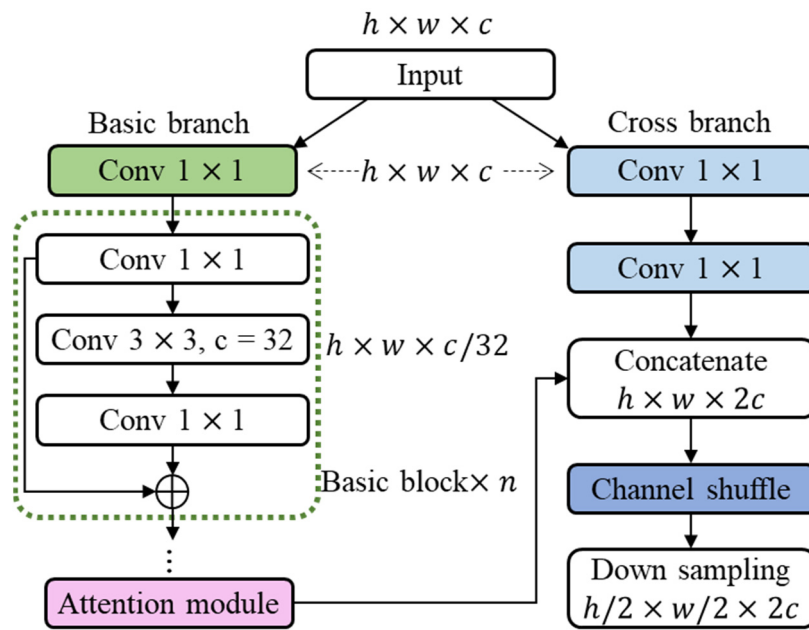 h × w × c
Input
Basic branch
Cross branch
Conv 1 × 1
h × w × c
Conv 1 × 1
Conv 1 × 1
Conv 1 × 1
Conv 3 × 3, c = 32
h × w × c/32
Concatenate
h × w × 2c
Conv 1 × 1
Basic block× n
Channel shuffle
⋮
Attention module
Down sampling
h/2 × w/2 × 2c